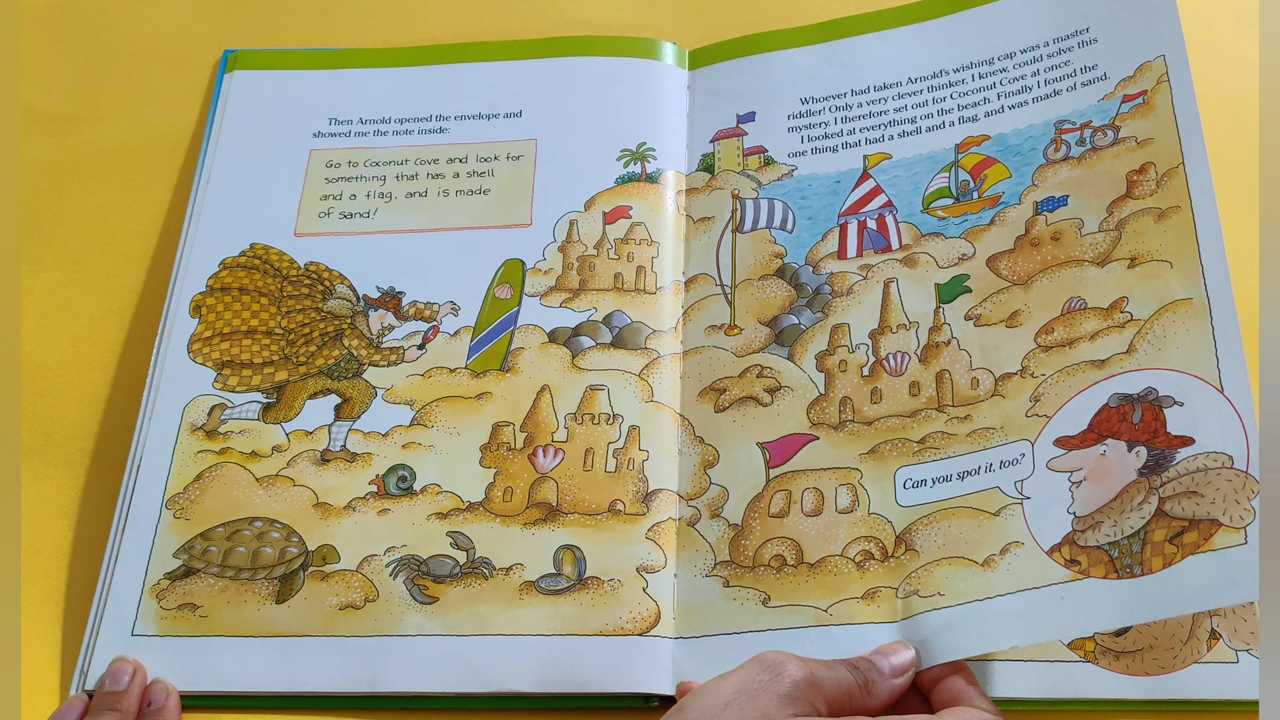 Then Arnold opened the envelope and
showed me the note inside:
Go to Coconut Cove and look for
something that has a shell
and a flag, and is made
of sand!
Whoever had taken Arnold's wishing cap was a master
riddler! Only a very clever thinker, I knew, could solve this
mystery. I therefore set out for Coconut Cove at once.
I looked at everything on the beach. Finally I found the
one thing that had a shell and a flag, and was made of sand.
Can you spot it, too?